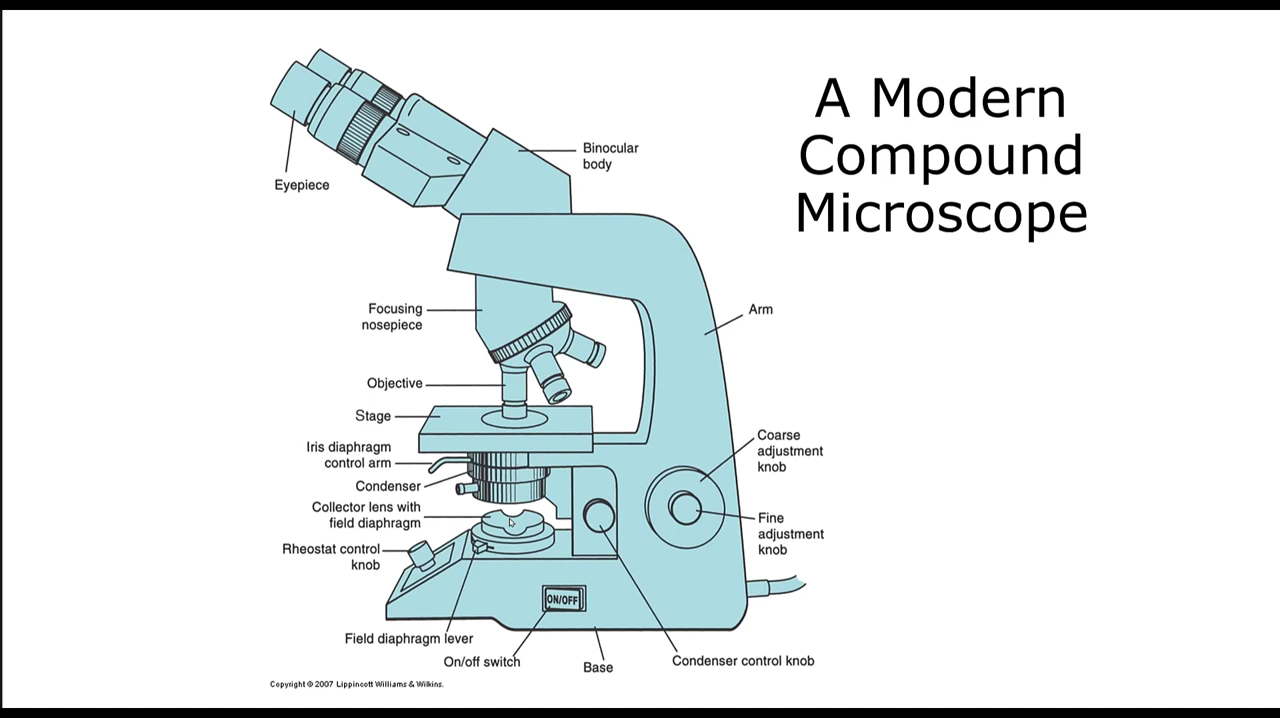 A Modern
Compound
Microscope
Eyepiece
Binocular
body
Focusing
nosepiece
Arm
Objective
Stage
Iris diaphragm
control arm
Condenser
Collector lens with
field diaphragm
Rheostat control
knob
Coarse
adjustment
knob
Fine
adjustment
knob
ON/OFF
Field diaphragm lever
On/off switch
Base
Condenser control knob
Copyright © 2007 Lippincott Williams & Wilkins.